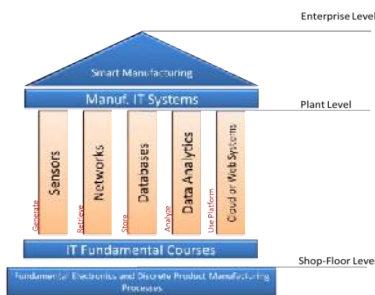 Enterprise Level
Smart Manufacturing
Manuf. IT Systems
Plant Level
Generate
Sensors
Retrieve
Networks
Store
Databases
Analyze
Data Analytics
Use Platform
Cloud or Web Systems
IT Fundamental Courses
Shop-Floor Level
Fundamental Electronics and Discrete Product Manufacturing
Processes